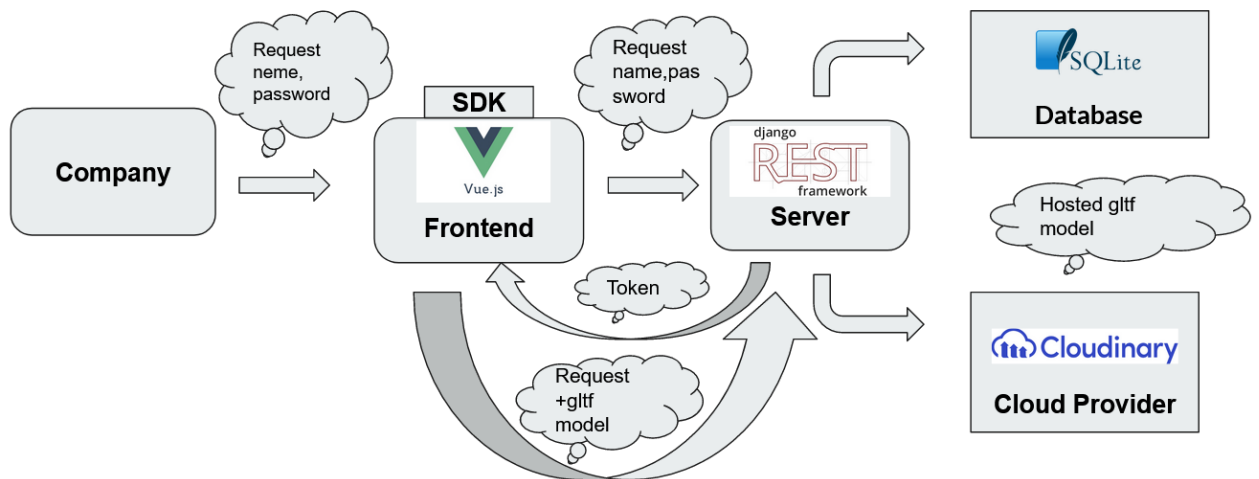 Request
neme,
password
Company
SDK
Vue.js
Frontend
Request
name,pas
sword
django
REST
framework
Server
SQLite
Database
Hosted gltf
model
Token
Request
+gltf
model
Cloudinary
Cloud Provider